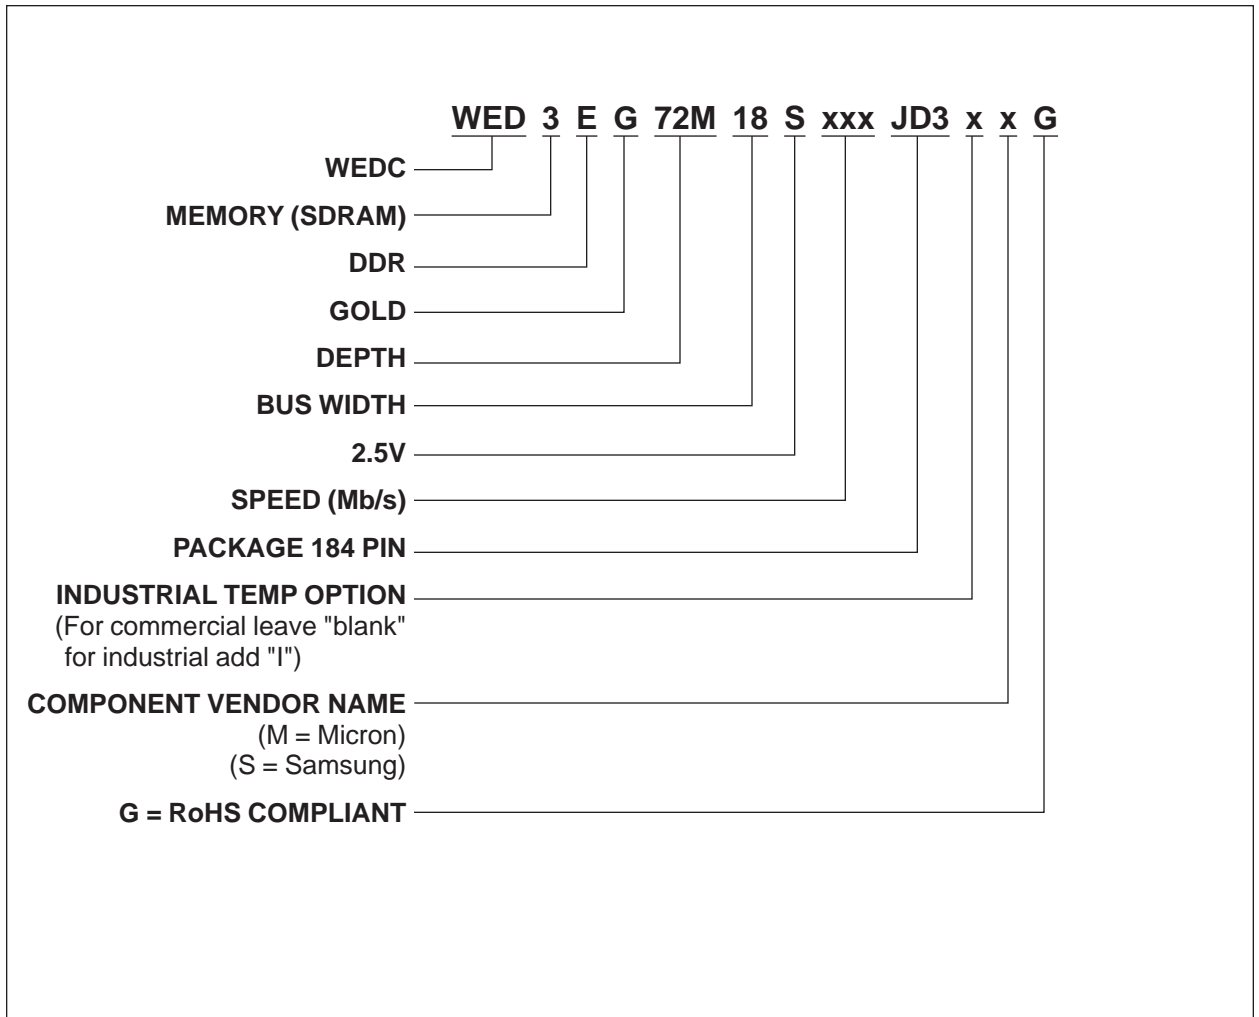 WED 3 E G 72M 18 S xxx JD3 x x G
WEDC
MEMORY (SDRAM)
DDR
GOLD
DEPTH
BUS WIDTH
2.5V
SPEED (Mb/s)
PACKAGE 184 PIN
INDUSTRIAL TEMP OPTION
(For commercial leave "blank"
for industrial add "I")
COMPONENT VENDOR NAME
(M = Micron)
(S = Samsung)
G = RoHS COMPLIANT